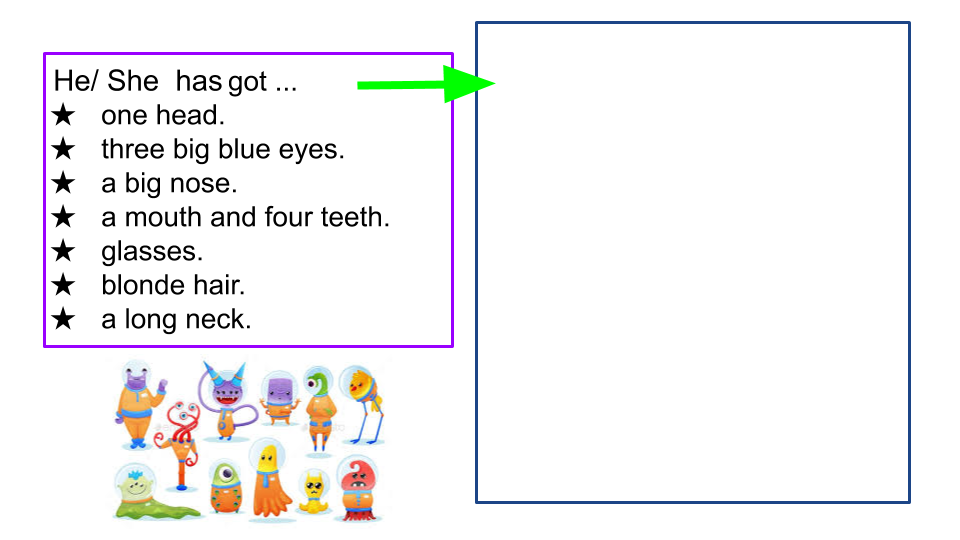 He/ She has got ...
★ one head.
★ three big blue eyes.
★ a big nose.
★ a mouth and four teeth.
★ glasses.
★ blonde hair.
★ a long neck.